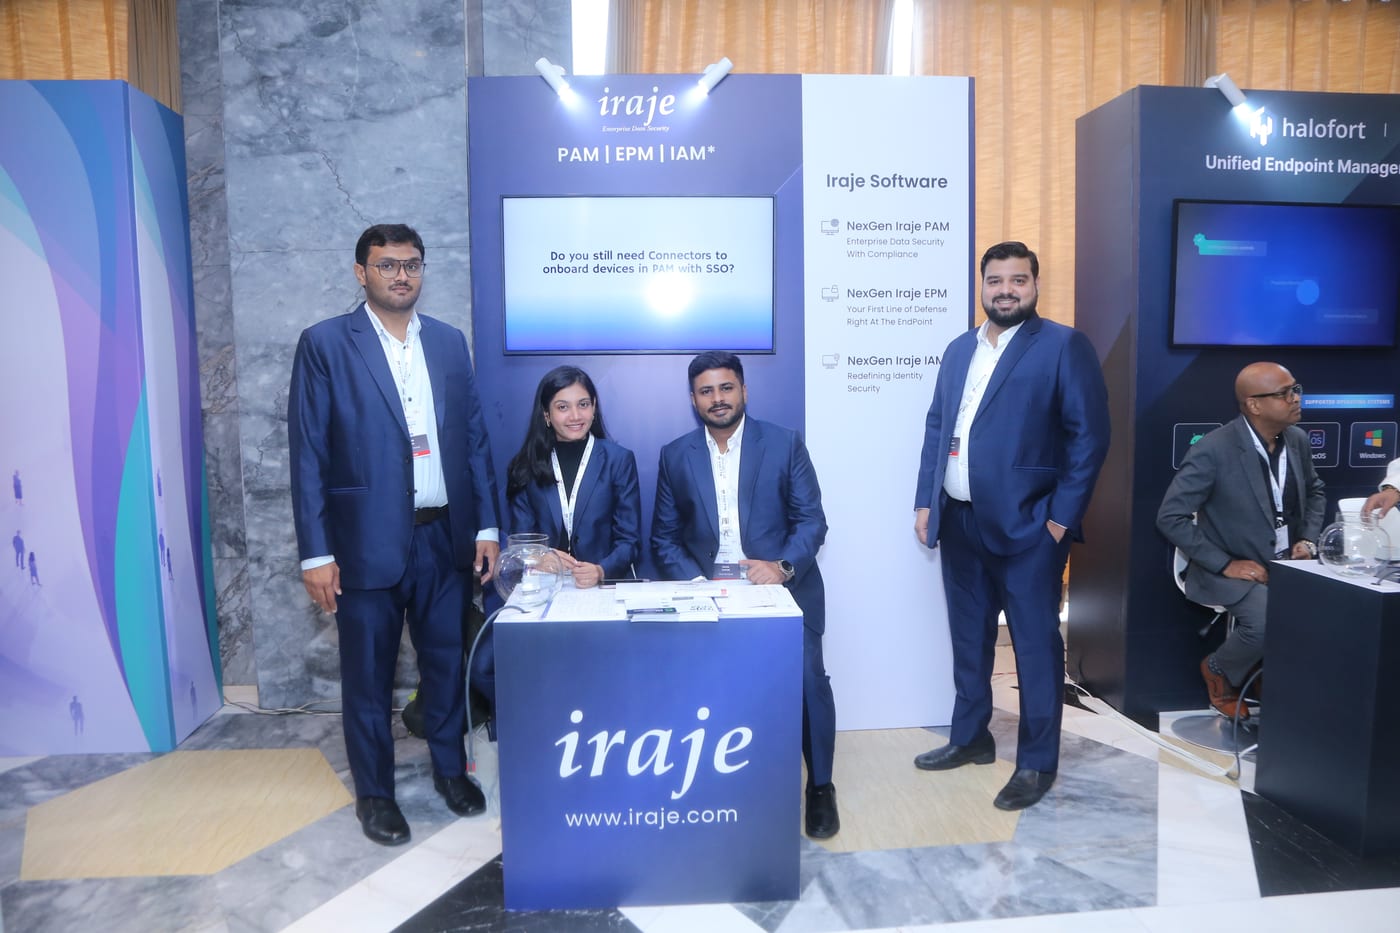 iraje
Enterprise Data Security
PAM | EPM | IAM*
Do you still need Connectors to
onboard devices in PAM with SSO?
Iraje Software
NexGen Iraje PAM
Enterprise Data Security
With Compliance
NexGen Iraje EPM
Your First Line of Defense
Right At The EndPoint
NexGen Iraje IAM
Redefining Identity
Security
iraje
www.iraje.com
halofort
Unified Endpoint Manage
SUPPORTED OPERATING SYSTEMS
Windows